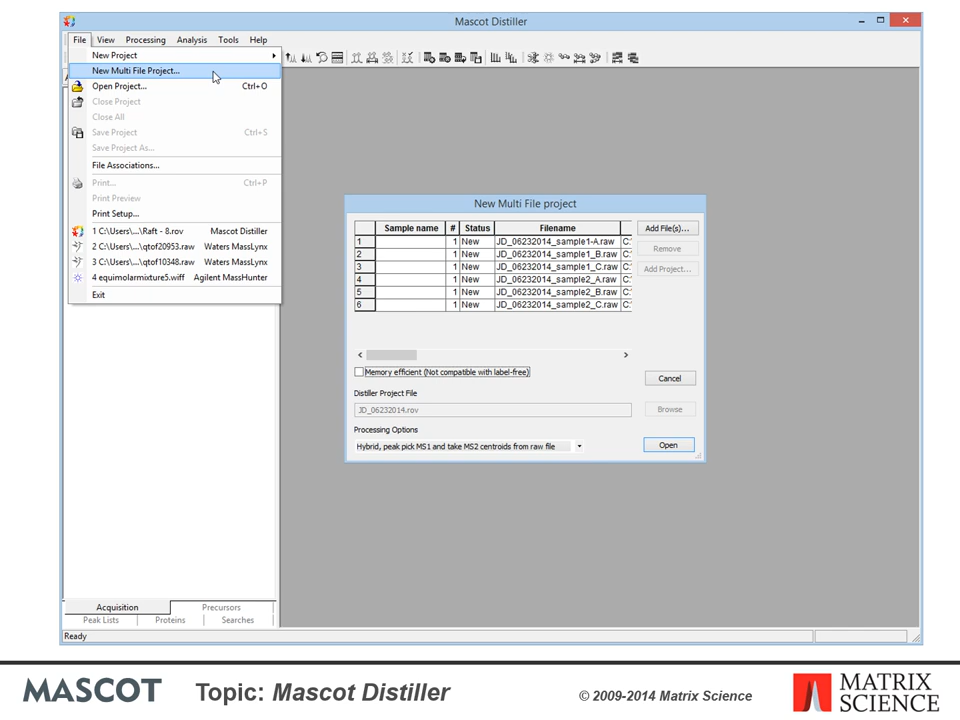 Mascot Distiller
File View Processing Analysis Tools Help
New Project
New Multi File Project...
Open Project... Ctrl+O
Close Project
Close All
Save Project Ctrl+S
Save Project As...
File Associations...
Print... Ctrl+P
Print Preview
Print Setup...
1 C:\Users\...\Raft - 8.rov Mascot Distiller
2 C:\Users\...\qtof20953.raw Waters MassLynx
3 C:\Users\...\qtof10348.raw Waters MassLynx
4 equimolarmixture5.wiff Agilent MassHunter
Exit
New Multi File project
Sample name # Status Filename
1 1 New JD_06232014_sample1-A.raw C:\
2 1 New JD_06232014_sample1_B.raw C:\
3 1 New JD_06232014_sample1_C.raw C:\
4 1 New JD_06232014_sample2_A.raw C:\
5 1 New JD_06232014_sample2_B.raw C:\
6 1 New JD_06232014_sample2_C.raw C:\
Add File(s)...
Remove
Add Project...
Memory efficient (Not compatible with label-free)
Cancel
Distiller Project File
JD_06232014.rov
Browse
Processing Options
Hybrid, peak pick MS1 and take MS2 centroids from raw file
Open
Acquisition Precursors
Peak Lists Proteins Searches
Ready
MASCOT
Topic: Mascot Distiller
© 2009-2014 Matrix Science
MATRIX
SCIENCE